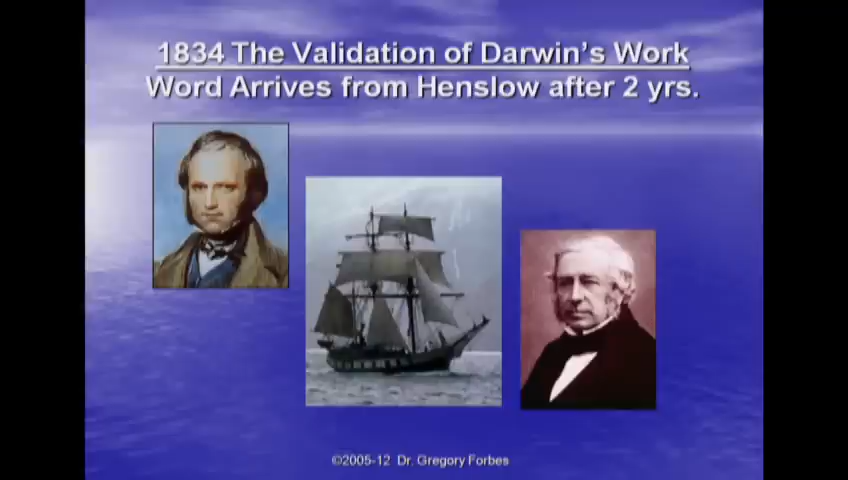 1834 The Validation of Darwin's Work
Word Arrives from Henslow after 2 yrs.
©2005-12 Dr. Gregory Forbes